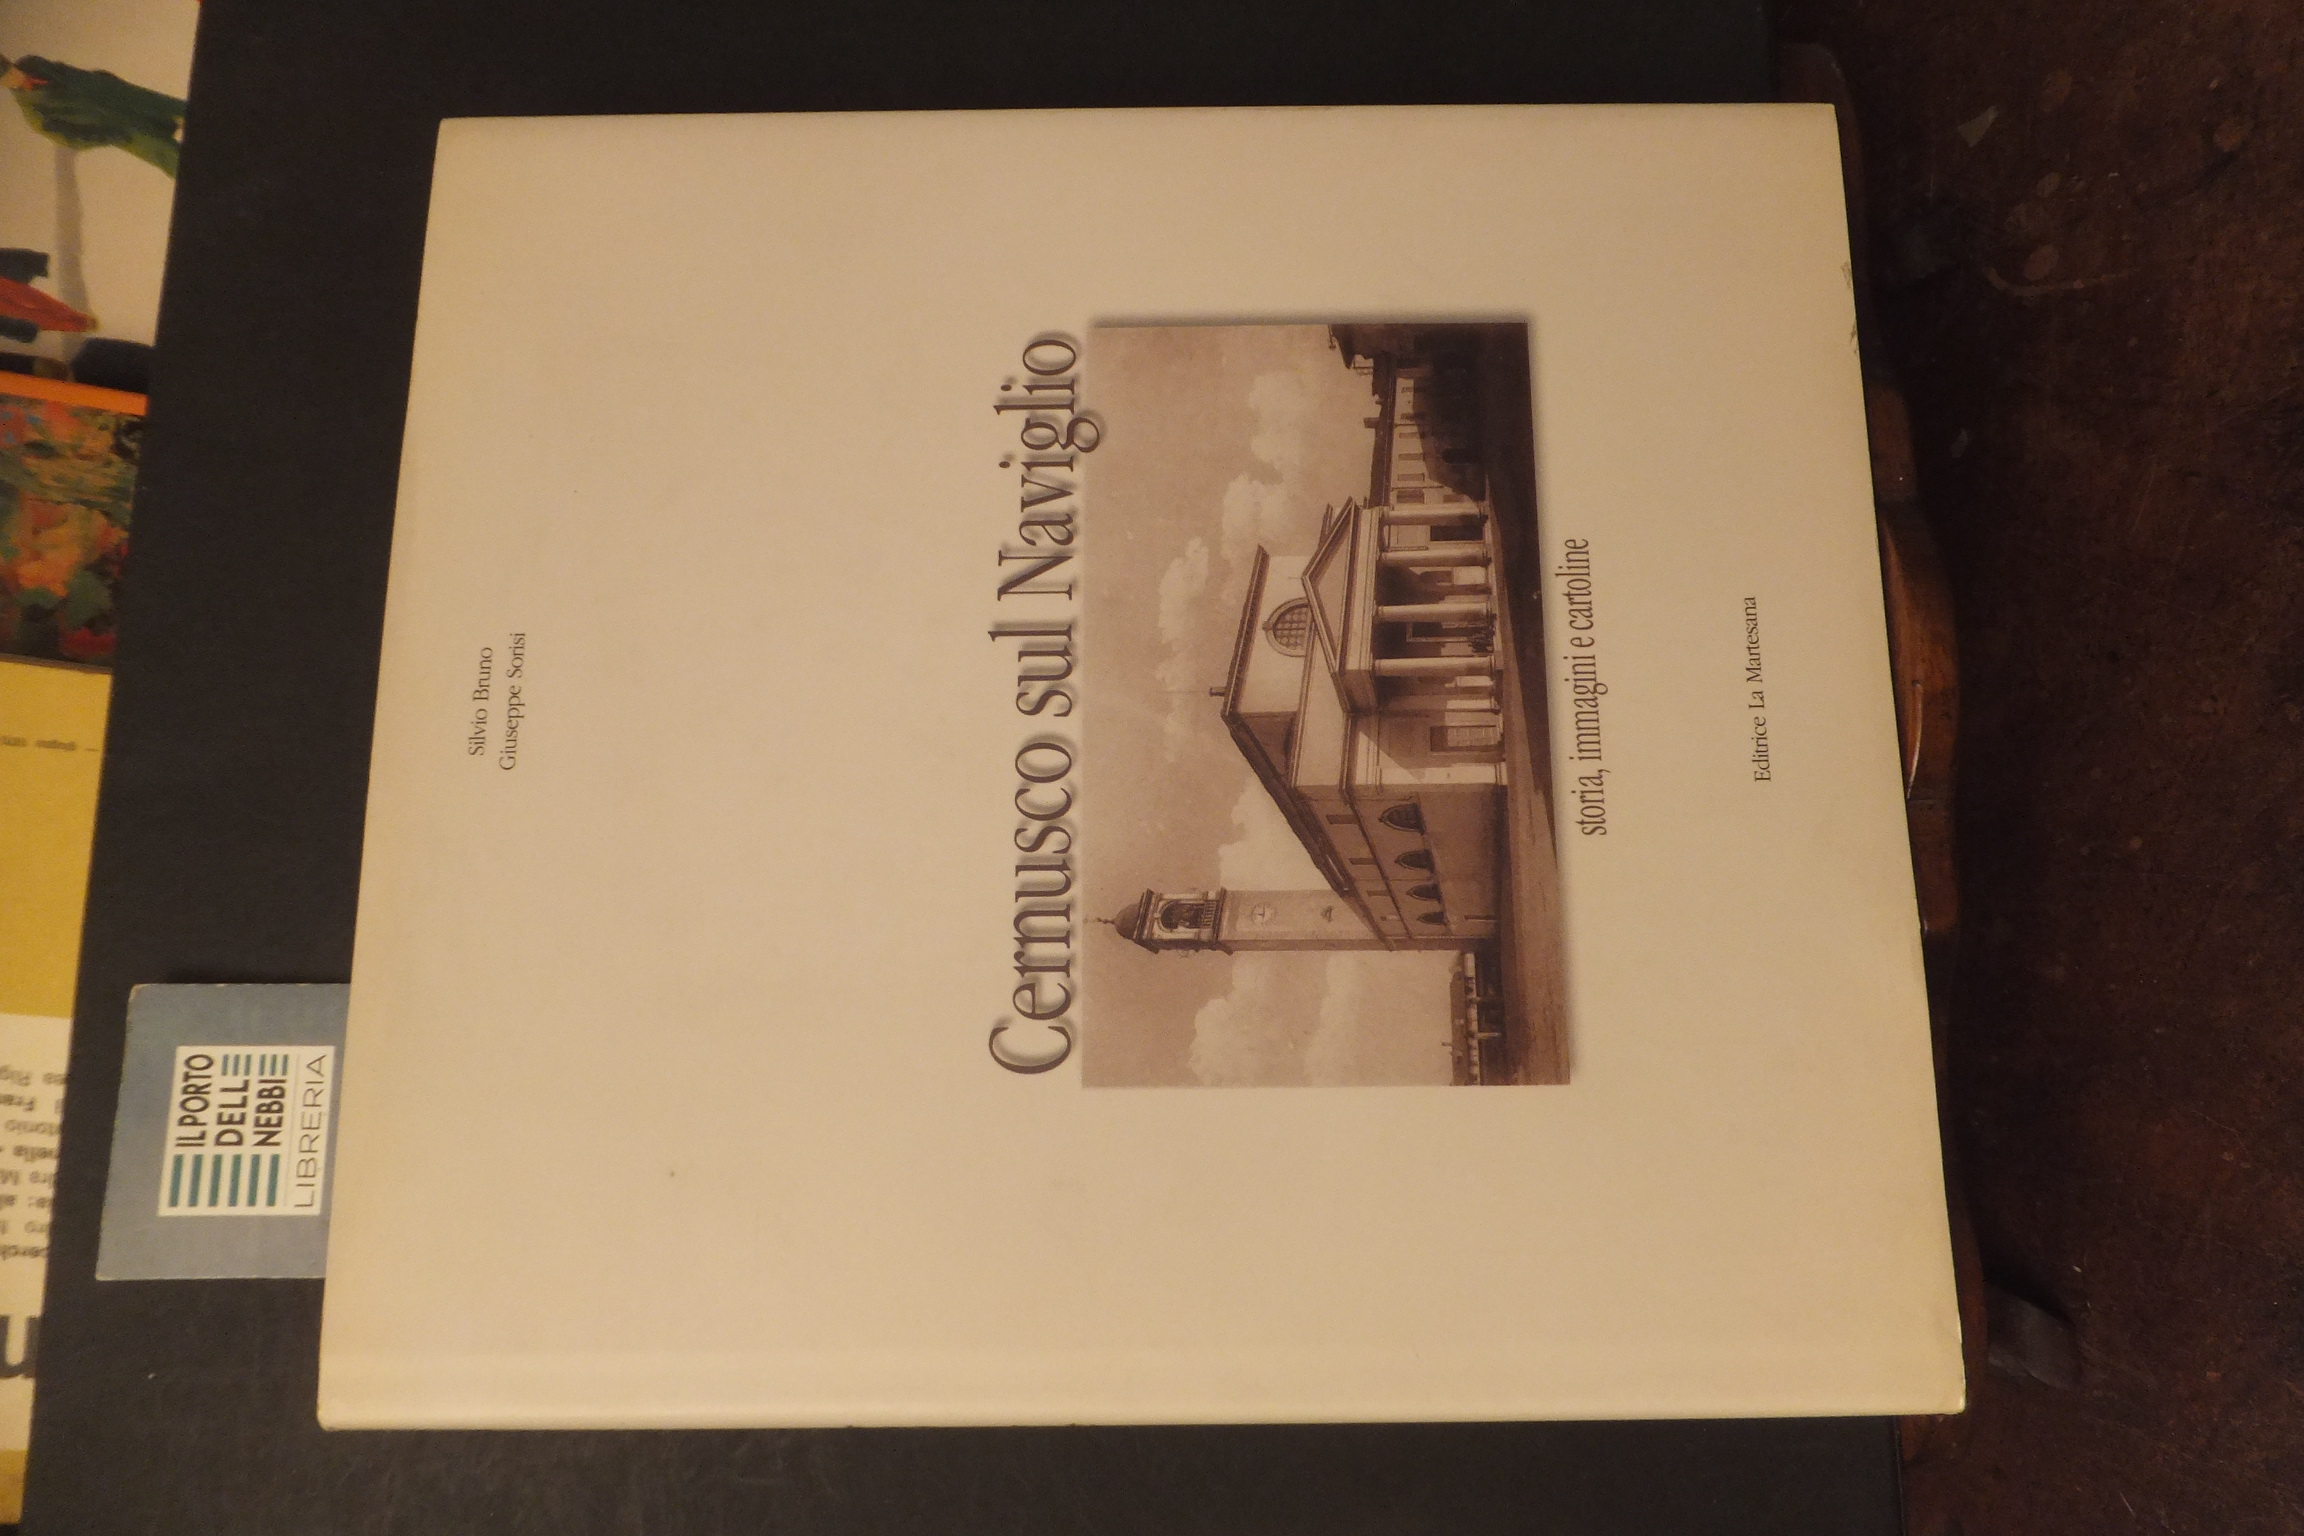 Silvio Bruno
Giuseppe Sorisi
Cernusco sul Naviglio
storia, immagini e cartoline
Editrice La Martesana
IL PORTO
DELLE
NEBBIE
LIBRERIA